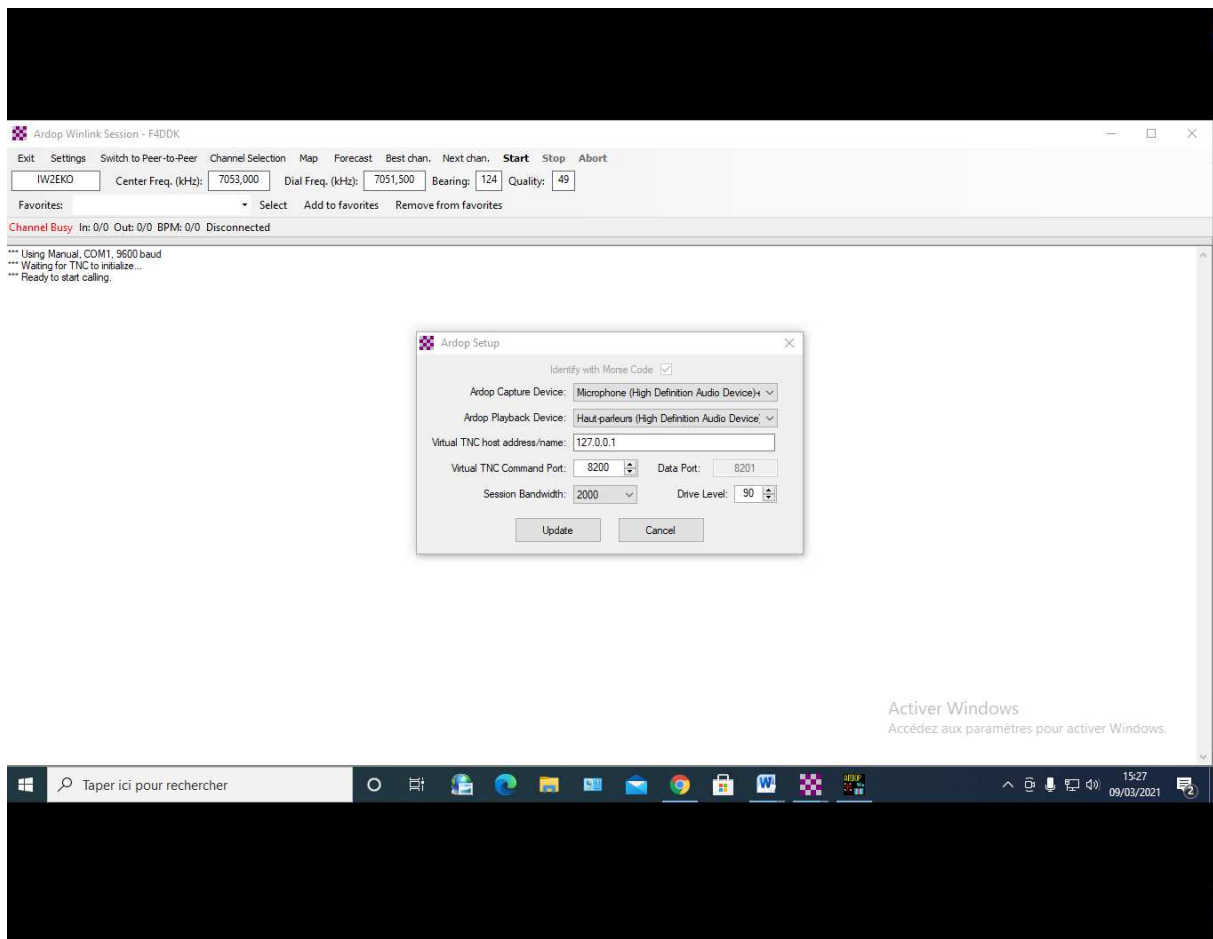 Ardop Winlink Session - F4DDK
Exit Settings Switch to Peer-to-Peer Channel Selection Map Forecast Best chan. Next chan. Start Stop Abort
IW2EKO Center Freq. (kHz): 7053,000 Dial Freq. (kHz): 7051,500 Bearing: 124 Quality: 49
Favorites: Select Add to favorites Remove from favorites
Channel Busy In: 0/0 Out: 0/0 BPM: 0/0 Disconnected
*** Using Manual, COM1, 9600 baud
*** Waiting for TNC to initialize...
*** Ready to start calling.
Ardop Setup
Identify with Morse Code
Ardop Capture Device: Microphone (High Definition Audio Device)
Ardop Playback Device: Haut-parleurs (High Definition Audio Device)
Virtual TNC host address/name: 127.0.0.1
Virtual TNC Command Port: 8200 Data Port: 8201
Session Bandwidth: 2000 Drive Level: 90
Update Cancel
Activer Windows
Accédez aux paramètres pour activer Windows.
Taper ici pour rechercher
15:27
09/03/2021
2